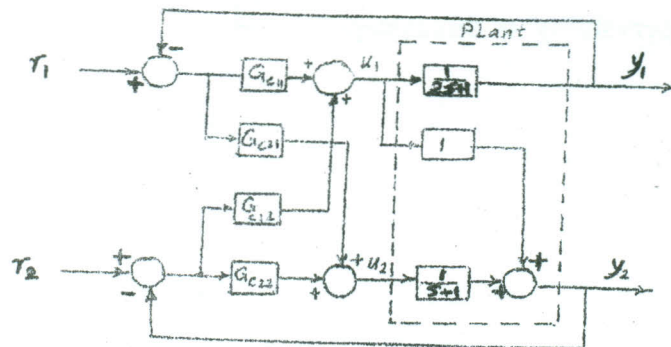 Plant
r1
-
+
Gc11
+
+
u1
1
2s+1
y1
Gc21
1
Gc12
r2
+
-
Gc22
+
+
u2
1
s+1
+
+
y2